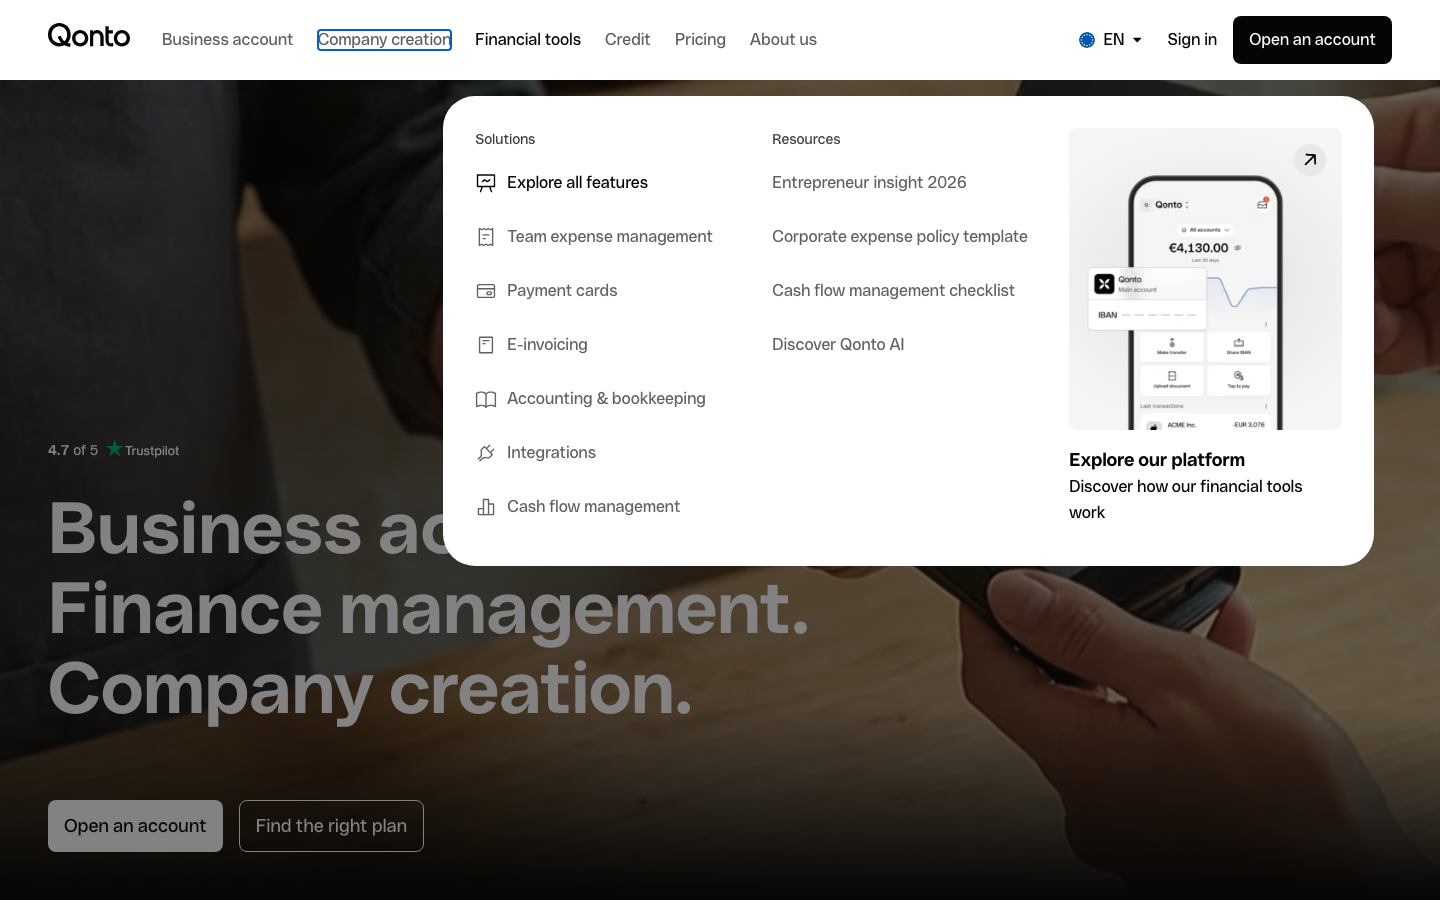 Qonto
Business account
Company creation
Financial tools
Credit
Pricing
About us
EN
Sign in
Open an account
Solutions
Explore all features
Team expense management
Payment cards
E-invoicing
Accounting & bookkeeping
Integrations
Cash flow management
Resources
Entrepreneur insight 2026
Corporate expense policy template
Cash flow management checklist
Discover Qonto AI
Qonto
All accounts
€4,130.00
Last 30 days
Qonto
Main account
IBAN
Make transfer
Share IBAN
Upload document
Tap to pay
Last transactions
ACME Inc.
-EUR 3,076
Explore our platform
Discover how our financial tools
work
4.7 of 5 Trustpilot
Business ac
Finance management.
Company creation.
Open an account
Find the right plan